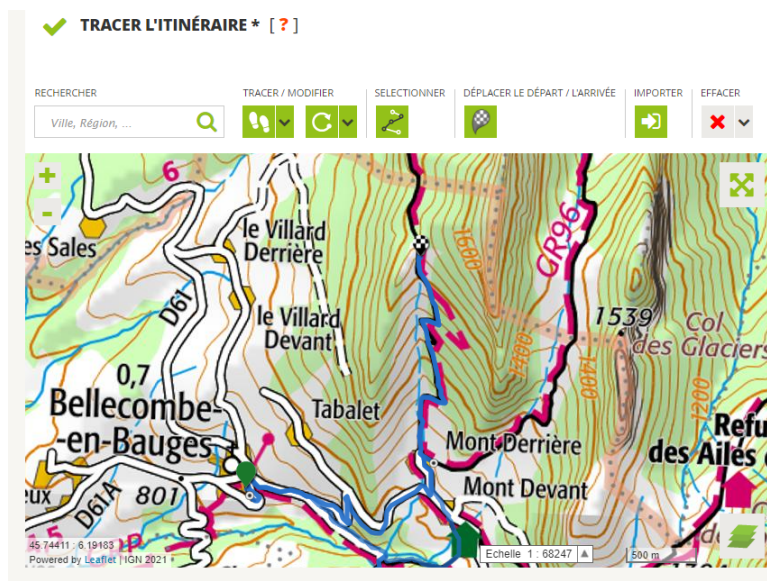 TRACER L'ITINÉRAIRE * [ ? ]
RECHERCHER
TRACER / MODIFIER
SELECTIONNER
DÉPLACER LE DÉPART / L'ARRIVÉE
IMPORTER
EFFACER
Ville, Région, ...
+
-
6
es Sales
le Villard
Derrière
1600
GR96
D61
le Villard
Devant
1539
Col
des Glaciers
1400
1400
0,7
Bellecombe-
-en-Bauges
Tabalet
1200
Refu
des Ailes
Mont Derrière
Mont Devant
eux
D61A
801
45.74411 : 6.19183
Echelle 1 : 68247
500 m
Powered by Leaflet | IGN 2021